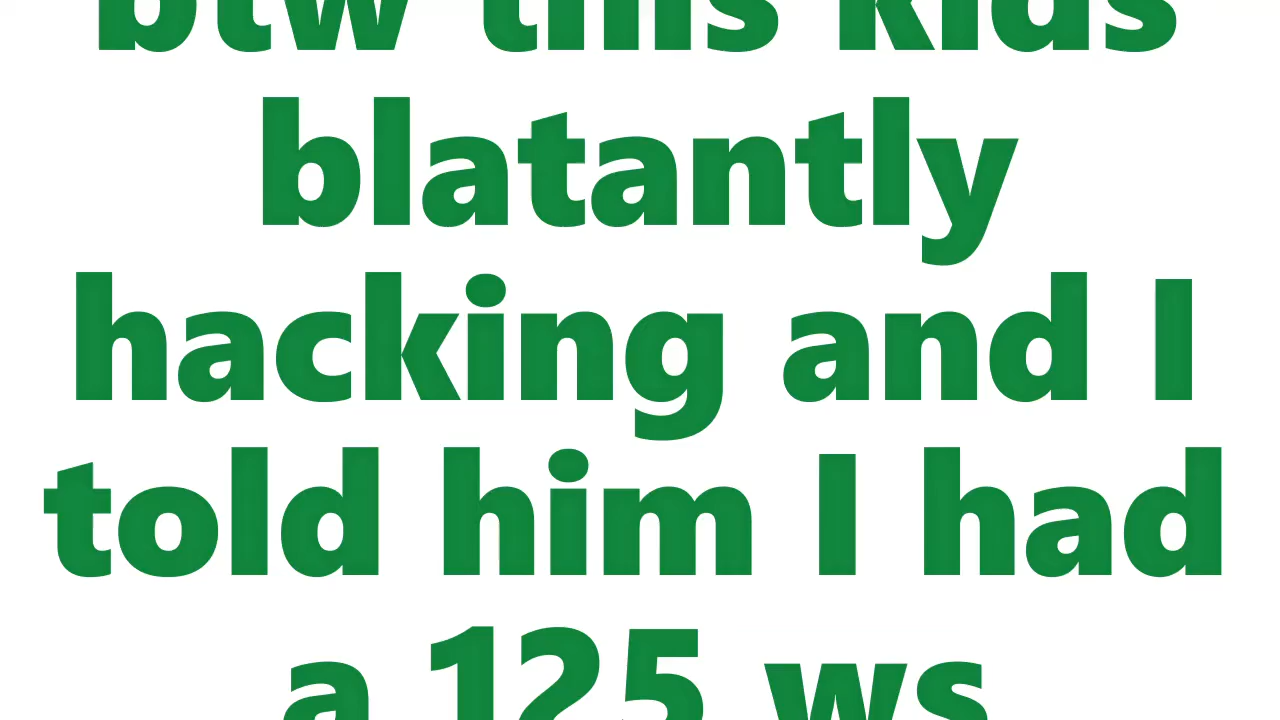 btw this kids
blatantly
hacking and I
told him I had
a 125 ws